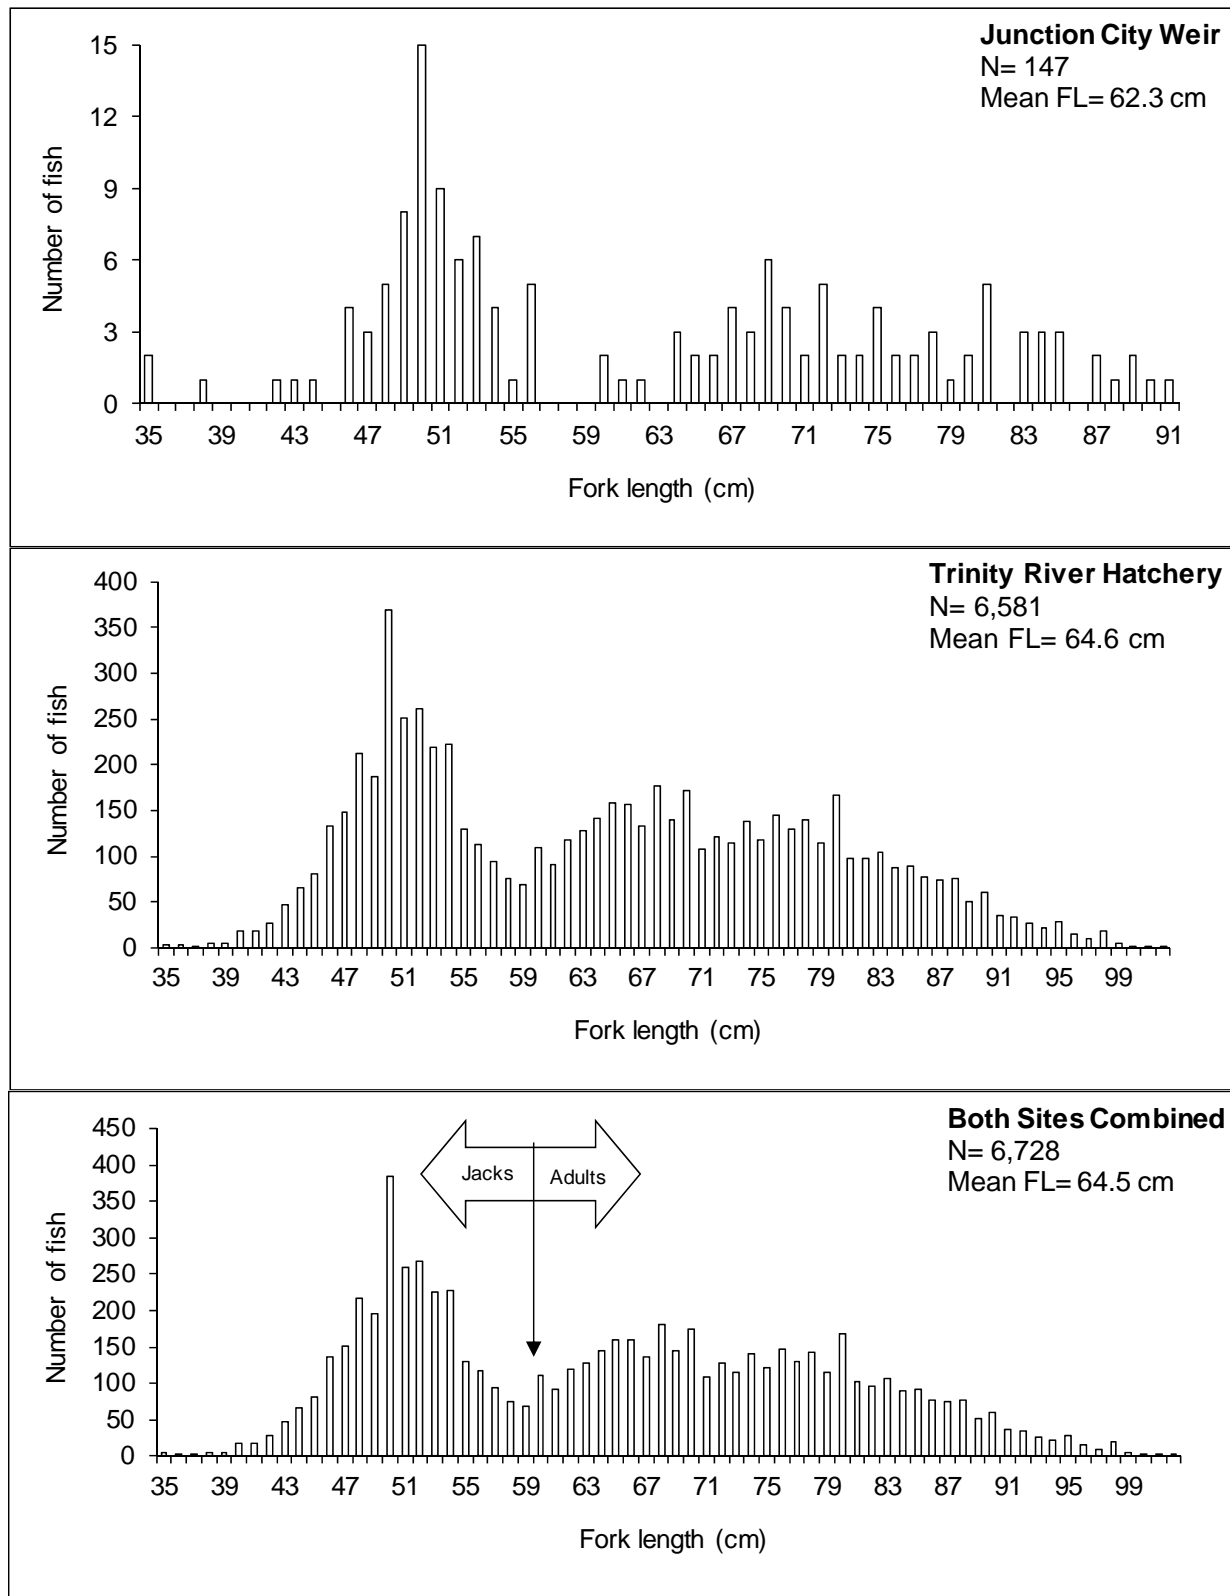 Junction City Weir
N= 147
Mean FL= 62.3 cm
15
12
9
6
3
0
Number of fish
35 39 43 47 51 55 59 63 67 71 75 79 83 87 91
Fork length (cm)
Trinity River Hatchery
N= 6,581
Mean FL= 64.6 cm
400
350
300
250
200
150
100
50
0
Number of fish
35 39 43 47 51 55 59 63 67 71 75 79 83 87 91 95 99
Fork length (cm)
Both Sites Combined
N= 6,728
Mean FL= 64.5 cm
450
400
350
300
250
200
150
100
50
0
Number of fish
Jacks Adults
35 39 43 47 51 55 59 63 67 71 75 79 83 87 91 95 99
Fork length (cm)